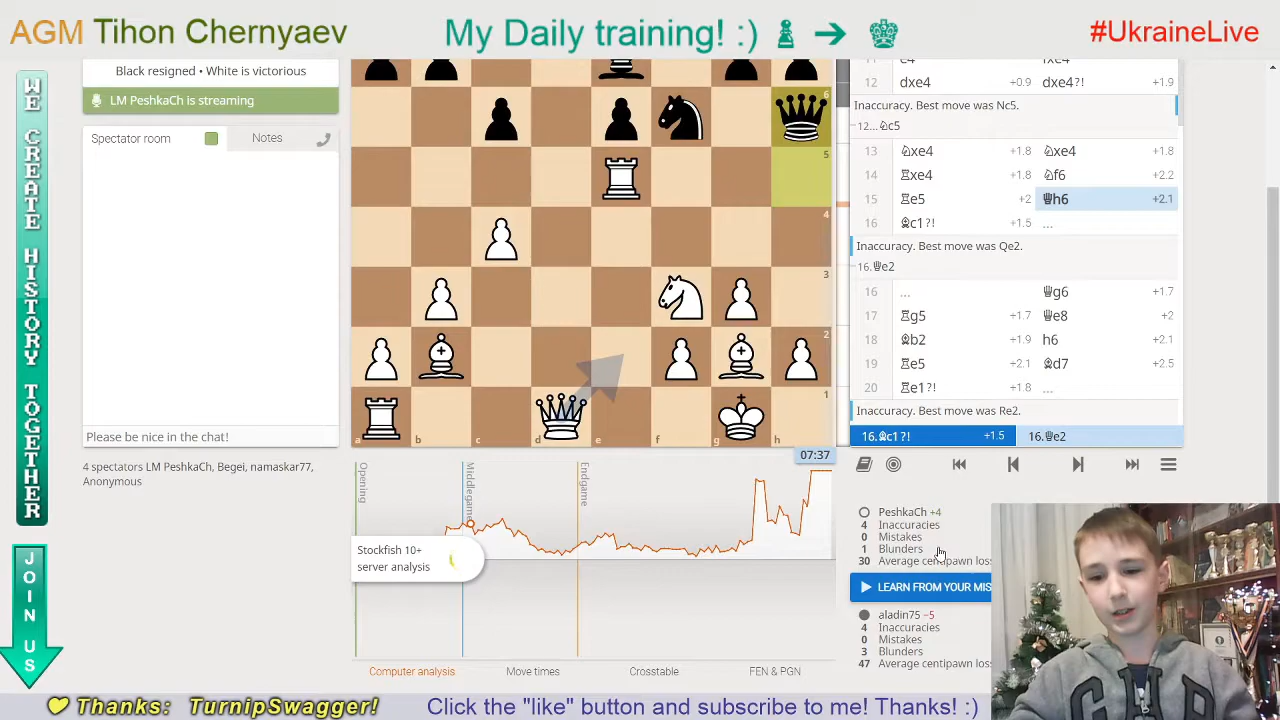 AGM Tihon Chernyaev
My Daily training! :)
#UkraineLive
WE CREATE HISTORY TOGETHER
JOIN US
Black resigned • White is victorious
LM PeshkaCh is streaming
Spectator room
Notes
Please be nice in the chat!
4 spectators LM PeshkaCh, Begei, namaskar77,
Anonymous
6
5
4
3
2
1
a b c d e f g h
07:37
Opening
Middlegame
Endgame
Stockfish 10+
server analysis
Computer analysis
Move times
Crosstable
FEN & PGN
12 dxe4 +0.9 dxe4?! +1.9
Inaccuracy. Best move was Nc5.
12...♘c5
13 ♘xe4 +1.8 ♘xe4 +1.8
14 ♖xe4 +1.8 ♘f6 +2.2
15 ♖e5 +2 ♕h6 +2.1
16 ♗c1?! +1.5 ...
Inaccuracy. Best move was Qe2.
16.♕e2
16 ... ♕g6 +1.7
17 ♖g5 +1.7 ♕e8 +2
18 ♗b2 +1.9 h6 +2.1
19 ♖e5 +2.1 ♗d7 +2.5
20 ♖e1?! +1.8 ...
Inaccuracy. Best move was Re2.
16.♗c1?! +1.5 16.♕e2
PeshkaCh +4
4 Inaccuracies
0 Mistakes
1 Blunders
30 Average centipawn loss
LEARN FROM YOUR MIS
aladin75 −5
4 Inaccuracies
0 Mistakes
3 Blunders
47 Average centipawn loss
Thanks: TurnipSwagger!
Click the "like" button and subscribe to me! Thanks! :)